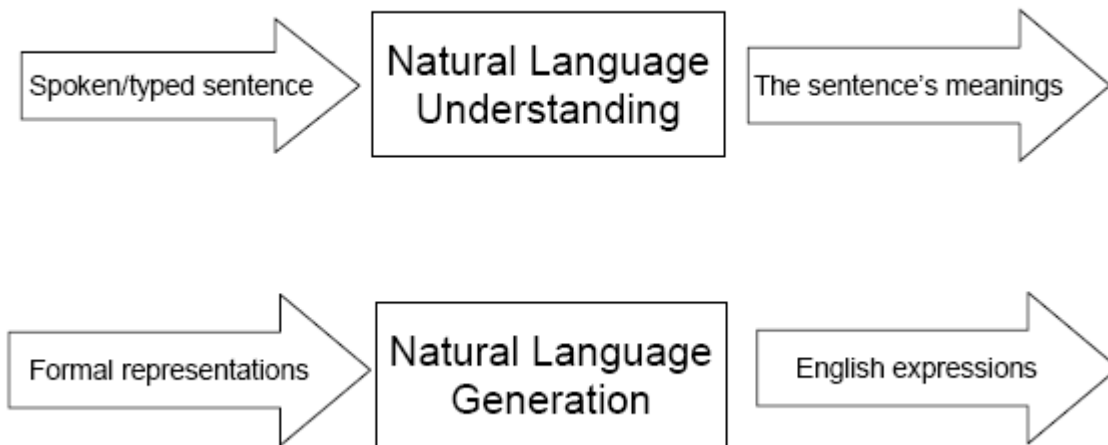 Spoken/typed sentence
Natural Language
Understanding
The sentence's meanings
Formal representations
Natural Language
Generation
English expressions